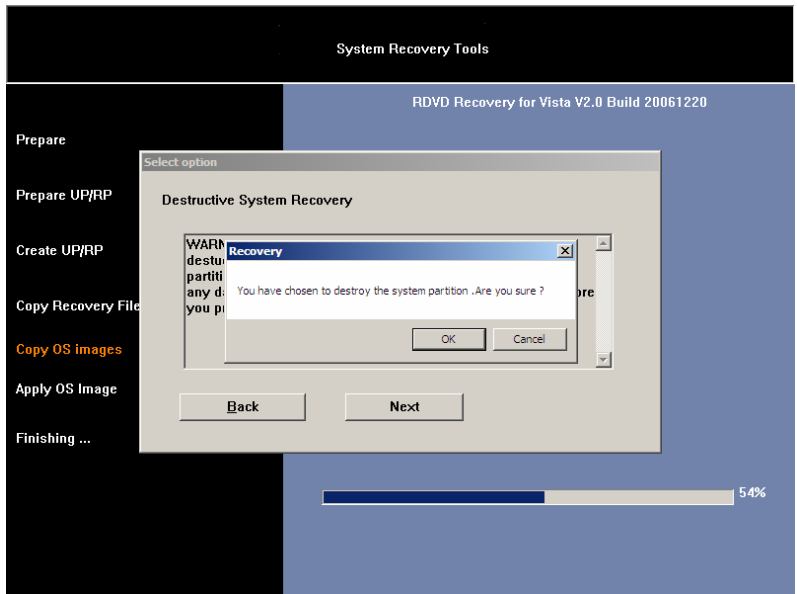 System Recovery Tools
RDVD Recovery for Vista V2.0 Build 20061220
Prepare
Prepare UP/RP
Create UP/RP
Copy Recovery File
Copy OS images
Apply OS Image
Finishing ...
Select option
Destructive System Recovery
WARN
destu
partiti
any d
you p
ore
Recovery
You have chosen to destroy the system partition .Are you sure ?
OK Cancel
Back Next
54%